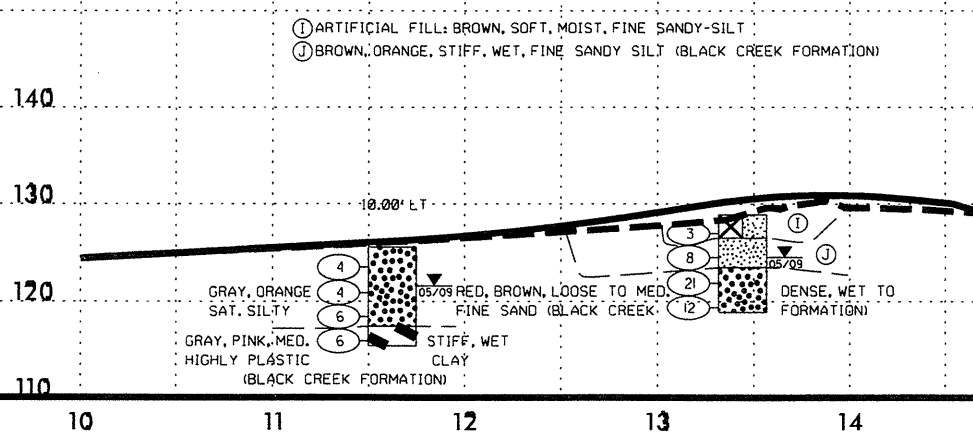 Ⓘ ARTIFICIAL FILL: BROWN, SOFT, MOIST, FINE SANDY-SILT
Ⓙ BROWN, ORANGE, STIFF, WET, FINE SANDY SILT (BLACK CREEK FORMATION)
140
130
10.00' LT
3
I
8
J
4
05/09
120
GRAY, ORANGE
4
05/09
RED, BROWN, LOOSE TO MED.
21
DENSE, WET TO
SAT. SILTY
6
FINE SAND (BLACK CREEK
12
FORMATION)
GRAY, PINK, MED.
6
STIFF, WET
HIGHLY PLASTIC
CLAY
(BLACK CREEK FORMATION)
110
10 11 12 13 14